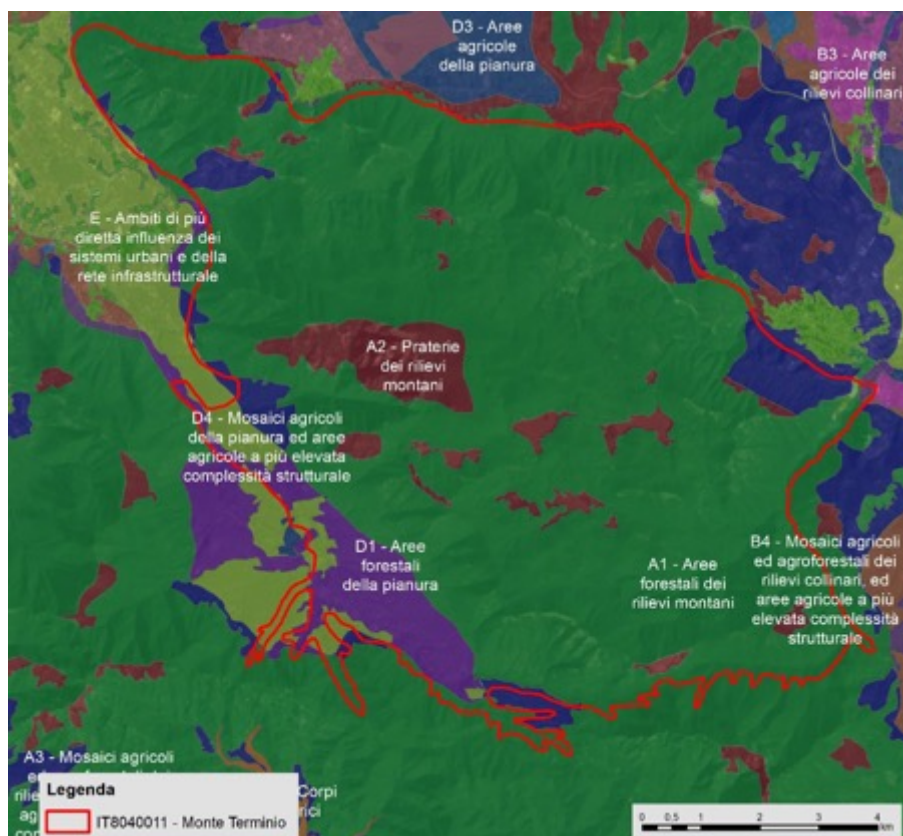 D3 - Aree
agricole
della pianura
B3 - Aree
agricole dei
rilievi collinari
E - Ambiti di più
diretta influenza dei
sistemi urbani e della
rete infrastrutturale
A2 - Praterie
dei rilievi
montani
D4 - Mosaici agricoli
della pianura ed aree
agricole a più elevata
complessità strutturale
D1 - Aree
forestali
della pianura
A1 - Aree
forestali dei
rilievi montani
B4 - Mosaici agricoli
ed agroforestali dei
rilievi collinari, ed
aree agricole a più
elevata complessità
strutturale
A3 - Mosaici agricoli
Corpi
Legenda
IT8040011 - Monte Terminio
0 0,5 1 2 3 4
km